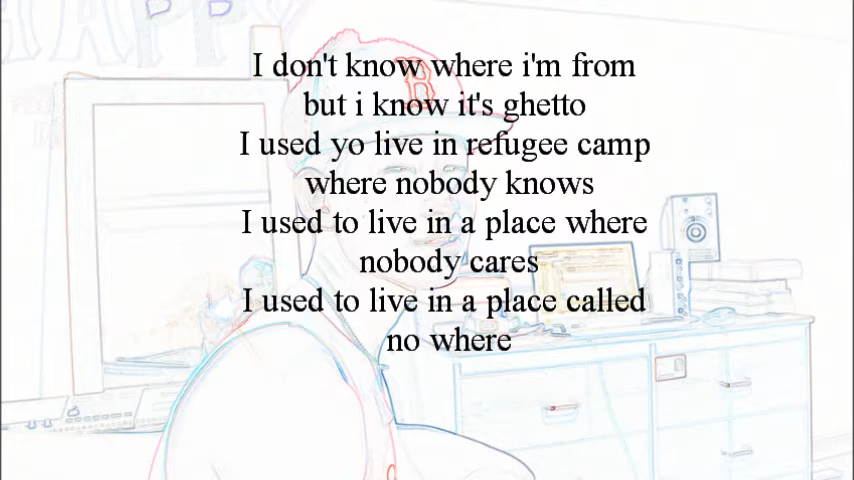 HAPPY
I don't know where i'm from
but i know it's ghetto
I used yo live in refugee camp
where nobody knows
I used to live in a place where
nobody cares
I used to live in a place called
no where
B